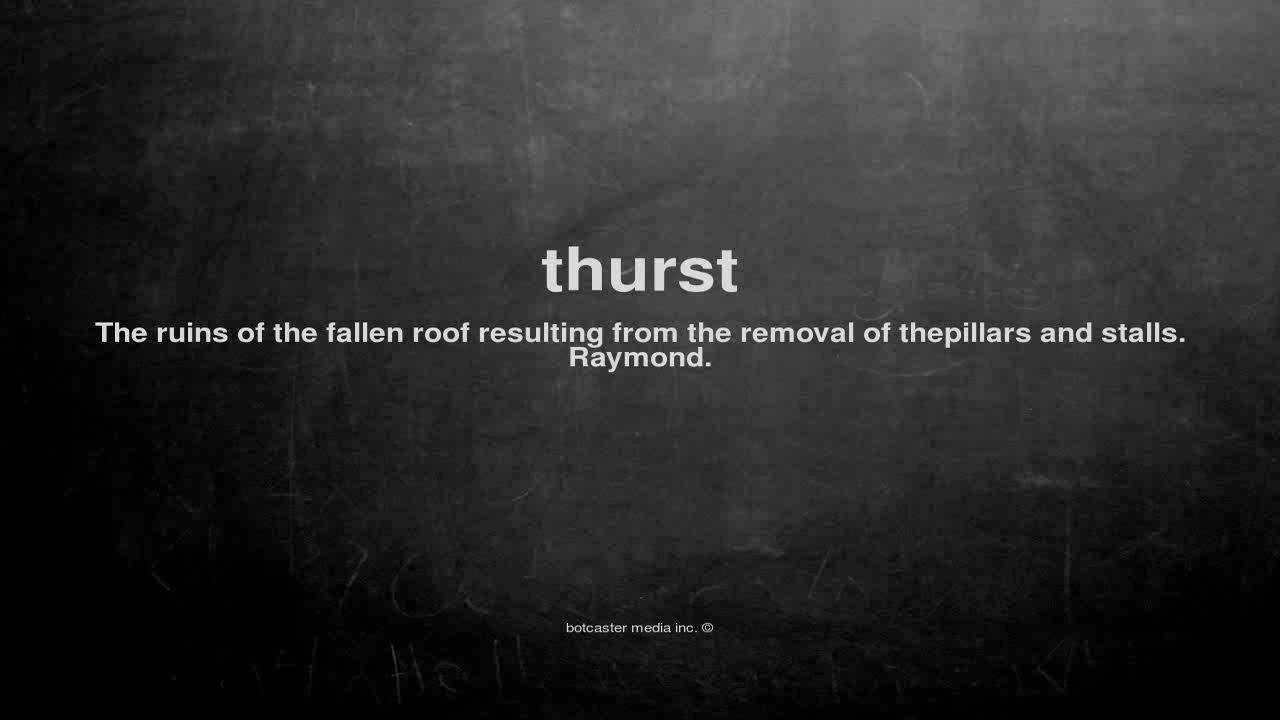 thurst
The ruins of the fallen roof resulting from the removal of thepillars and stalls.
Raymond.
botcaster media inc. ©